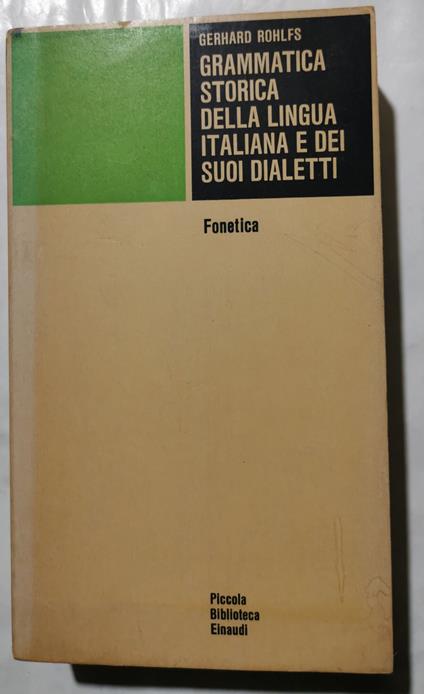 GERHARD ROHLFS
GRAMMATICA
STORICA
DELLA LINGUA
ITALIANA E DEI
SUOI DIALETTI
Fonetica
Piccola
Biblioteca
Einaudi